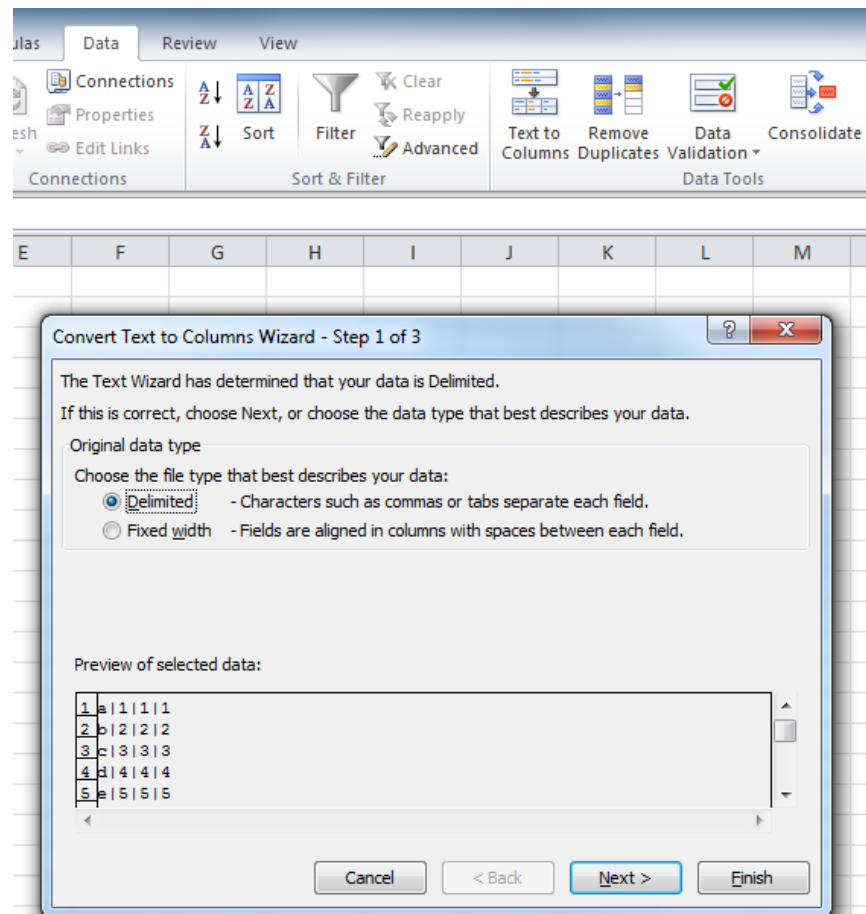 ulas Data Review View
Connections
Properties
esh
Edit Links
Connections
A Z
Z A
A Z Z A
Sort
Filter
Clear
Reapply
Advanced
Sort & Filter
Text to Columns
Remove Duplicates
Data Validation
Consolidate
Data Tools
E F G H I J K L M
Convert Text to Columns Wizard - Step 1 of 3
? X
The Text Wizard has determined that your data is Delimited.
If this is correct, choose Next, or choose the data type that best describes your data.
Original data type
Choose the file type that best describes your data:
Delimited - Characters such as commas or tabs separate each field.
Fixed width - Fields are aligned in columns with spaces between each field.
Preview of selected data:
1 a|1|1|1
2 b|2|2|2
3 c|3|3|3
4 d|4|4|4
5 e|5|5|5
Cancel < Back Next > Finish